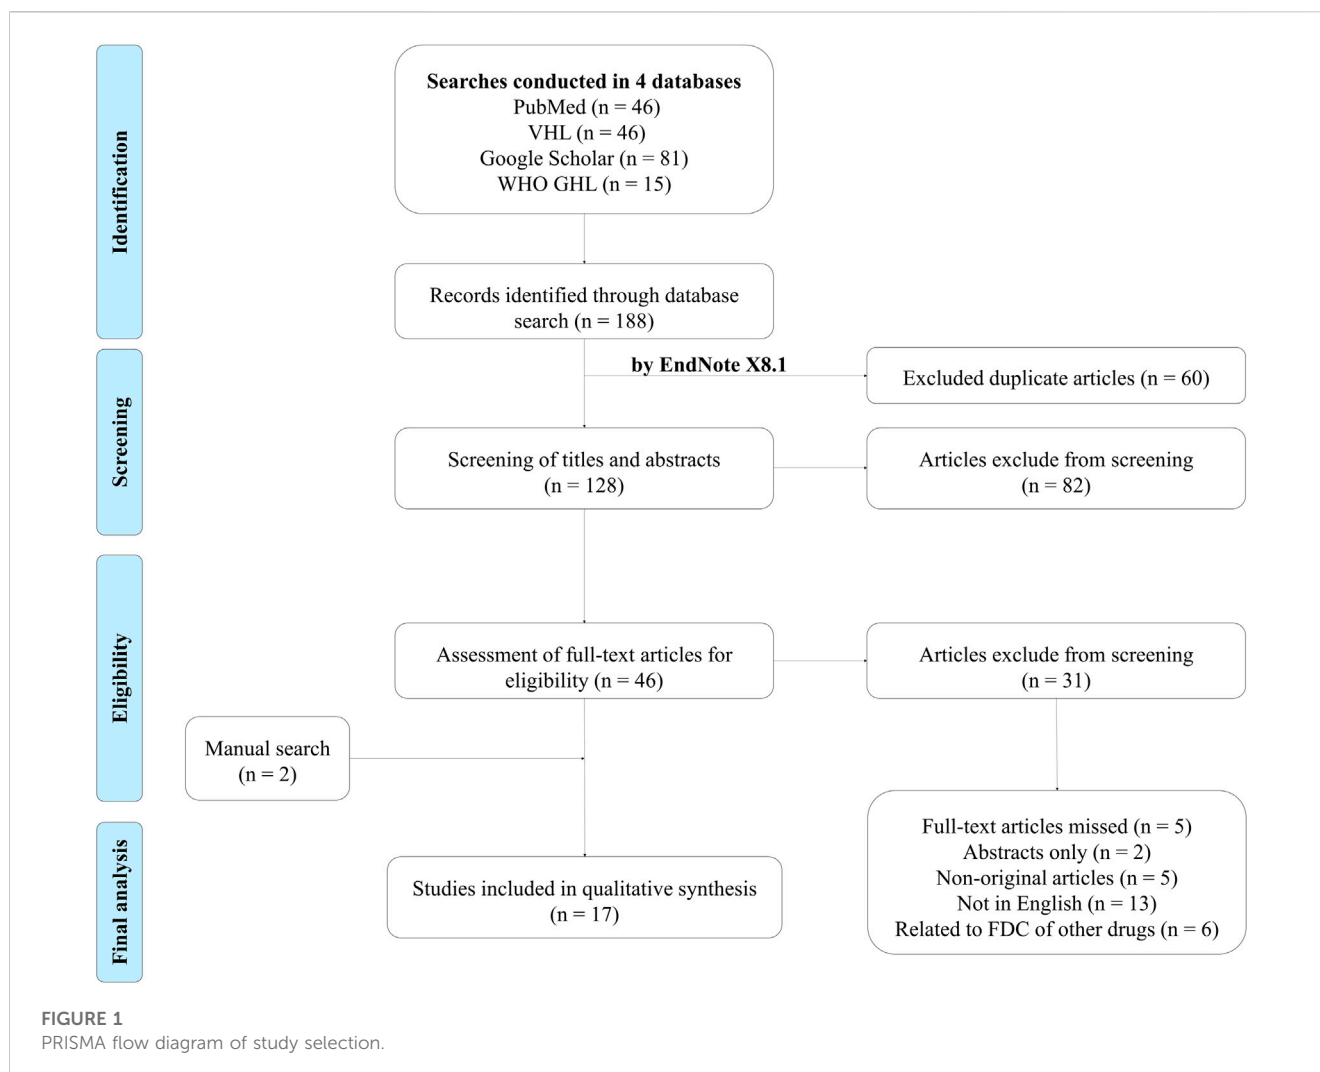 Identification
Searches conducted in 4 databases
PubMed (n = 46)
VHL (n = 46)
Google Scholar (n = 81)
WHO GHL (n = 15)
Records identified through database
search (n = 188)
Screening
by EndNote X8.1
Excluded duplicate articles (n = 60)
Screening of titles and abstracts
(n = 128)
Articles exclude from screening
(n = 82)
Eligibility
Assessment of full-text articles for
eligibility (n = 46)
Articles exclude from screening
(n = 31)
Manual search
(n = 2)
Final analysis
Studies included in qualitative synthesis
(n = 17)
Full-text articles missed (n = 5)
Abstracts only (n = 2)
Non-original articles (n = 5)
Not in English (n = 13)
Related to FDC of other drugs (n = 6)
FIGURE 1
PRISMA flow diagram of study selection.